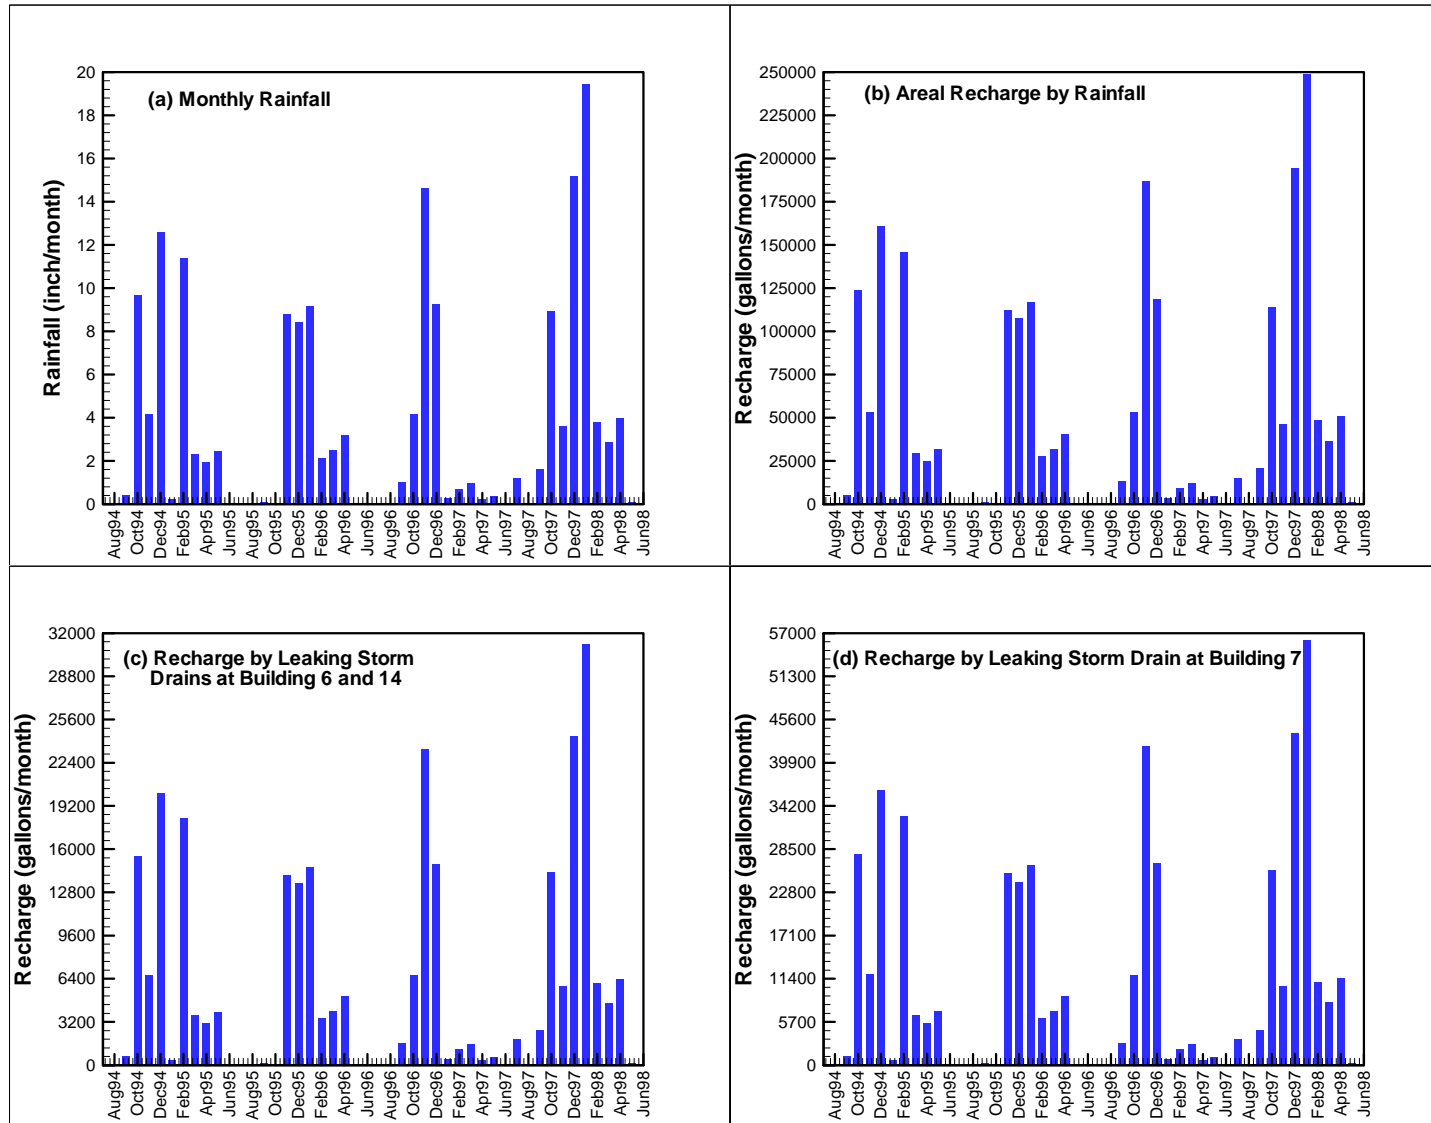 (a) Monthly Rainfall
Rainfall (inch/month)
20
18
16
14
12
10
8
6
4
2
0
Aug94
Oct94
Dec94
Feb95
Apr95
Jun95
Aug95
Oct95
Dec95
Feb96
Apr96
Jun96
Aug96
Oct96
Dec96
Feb97
Apr97
Jun97
Aug97
Oct97
Dec97
Feb98
Apr98
Jun98
(b) Areal Recharge by Rainfall
Recharge (gallons/month)
250000
225000
200000
175000
150000
125000
100000
75000
50000
25000
0
Aug94
Oct94
Dec94
Feb95
Apr95
Jun95
Aug95
Oct95
Dec95
Feb96
Apr96
Jun96
Aug96
Oct96
Dec96
Feb97
Apr97
Jun97
Aug97
Oct97
Dec97
Feb98
Apr98
Jun98
(c) Recharge by Leaking Storm
Drains at Building 6 and 14
Recharge (gallons/month)
32000
28800
25600
22400
19200
16000
12800
9600
6400
3200
0
Aug94
Oct94
Dec94
Feb95
Apr95
Jun95
Aug95
Oct95
Dec95
Feb96
Apr96
Jun96
Aug96
Oct96
Dec96
Feb97
Apr97
Jun97
Aug97
Oct97
Dec97
Feb98
Apr98
Jun98
(d) Recharge by Leaking Storm Drain at Building 7
Recharge (gallons/month)
57000
51300
45600
39900
34200
28500
22800
17100
11400
5700
0
Aug94
Oct94
Dec94
Feb95
Apr95
Jun95
Aug95
Oct95
Dec95
Feb96
Apr96
Jun96
Aug96
Oct96
Dec96
Feb97
Apr97
Jun97
Aug97
Oct97
Dec97
Feb98
Apr98
Jun98